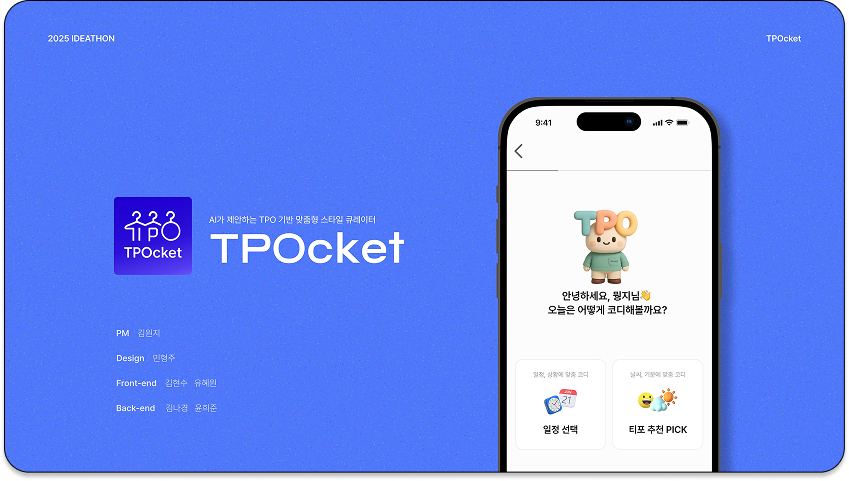 2025 IDEATHON
TPOcket
TPO
TPOcket
AI가 제안하는 TPO 기반 맞춤형 스타일 큐레이터
TPOcket
PM 김원지
Design 민형주
Front-end 김현수 유혜원
Back-end 김나경 윤희준
9:41
TPO
안녕하세요, 뭥지님👋
오늘은 어떻게 코디해볼까요?
일정, 상황에 맞춤 코디
날씨, 기분에 맞춤 코디
21
일정 선택
티포 추천 PICK